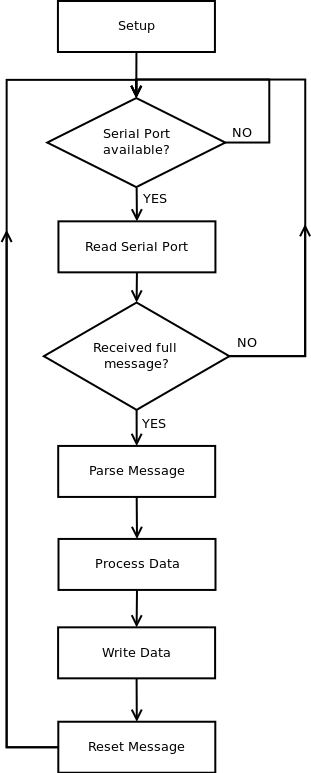 Setup
Serial Port
available?
NO
YES
Read Serial Port
Received full
message?
NO
YES
Parse Message
Process Data
Write Data
Reset Message